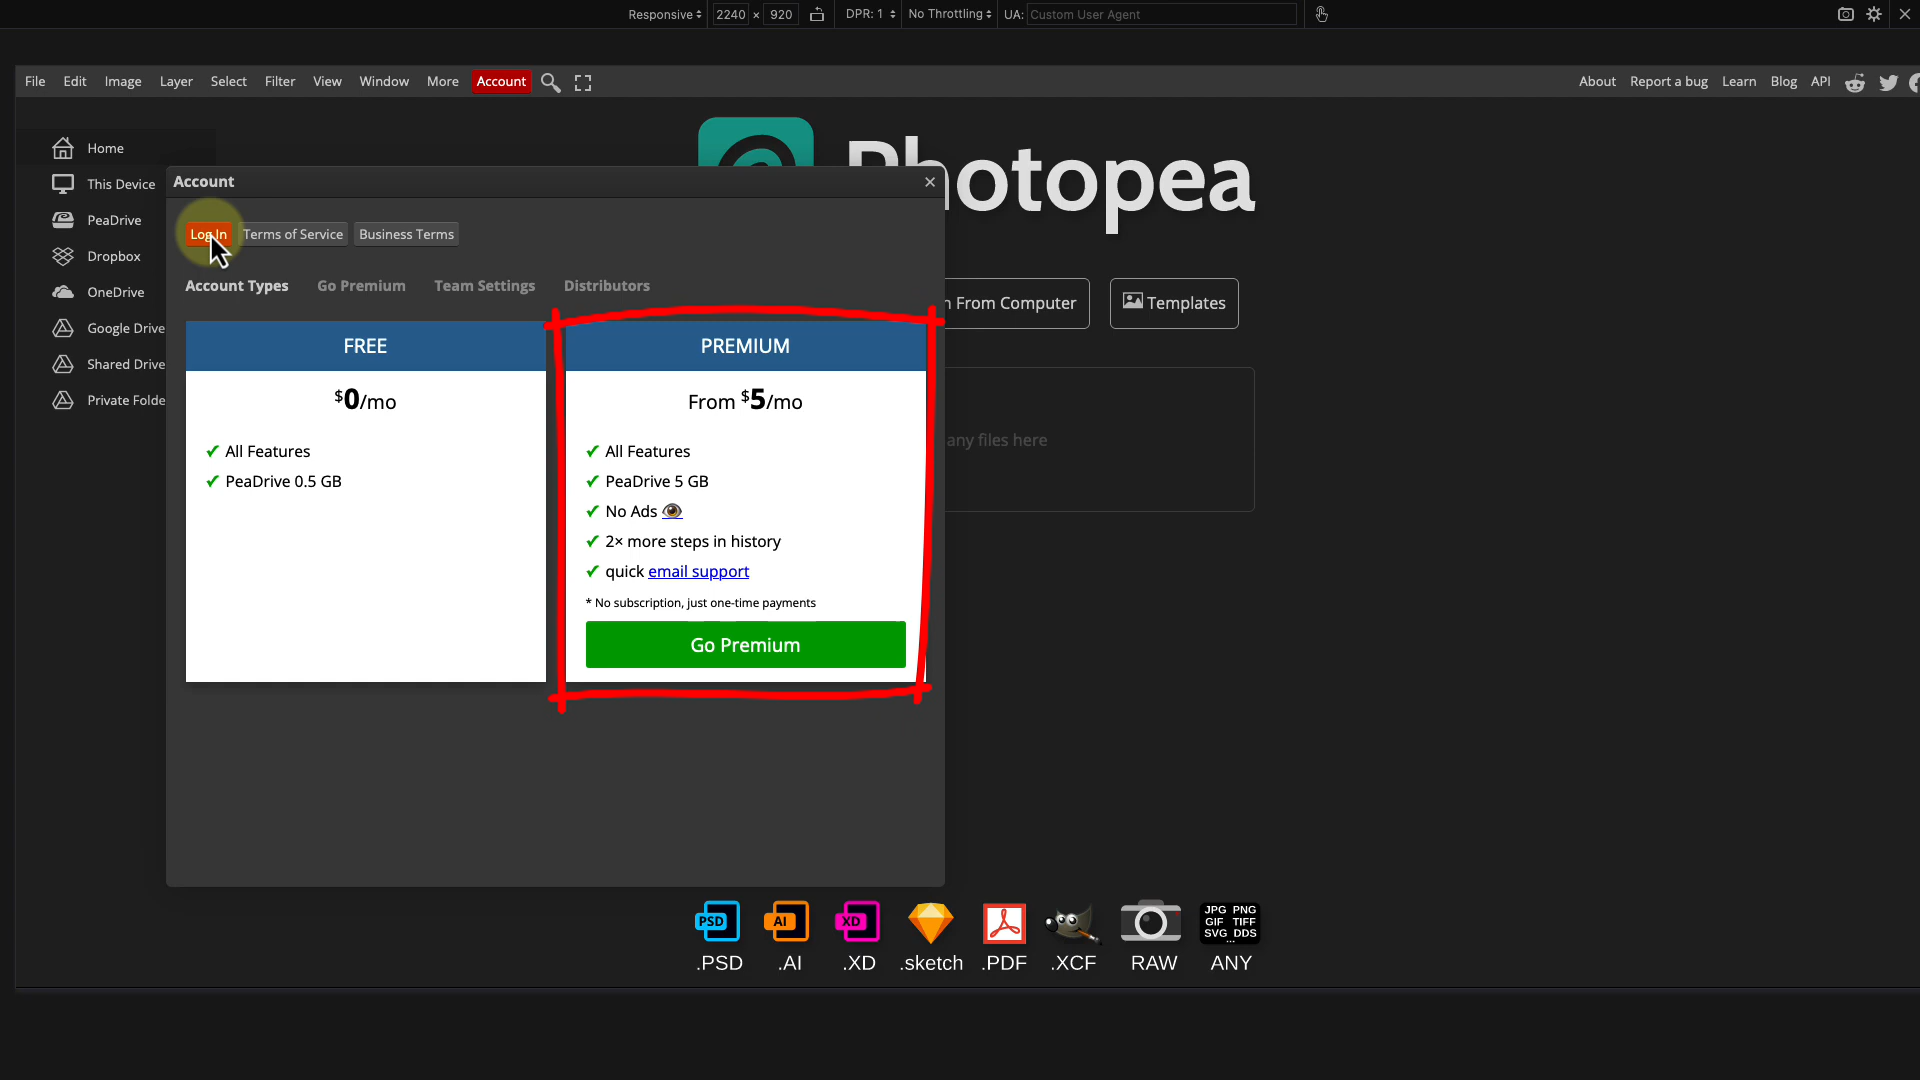 Responsive 2240 × 920 DPR: 1 No Throttling UA: Custom User Agent
File Edit Image Layer Select Filter View Window More Account About Report a bug Learn Blog API
Photopea
Home
This Device
PeaDrive
Dropbox
OneDrive
Google Drive
Shared Drive
Private Folde
Account
Log In Terms of Service Business Terms
Account Types Go Premium Team Settings Distributors
n From Computer Templates
any files here
FREE
$0/mo
✔ All Features
✔ PeaDrive 0.5 GB
PREMIUM
From $5/mo
✔ All Features
✔ PeaDrive 5 GB
✔ No Ads
✔ 2× more steps in history
✔ quick email support
* No subscription, just one-time payments
Go Premium
PSD AI XD
JPG PNG
GIF TIFF
SVG DDS
...
.PSD .AI .XD .sketch .PDF .XCF RAW ANY